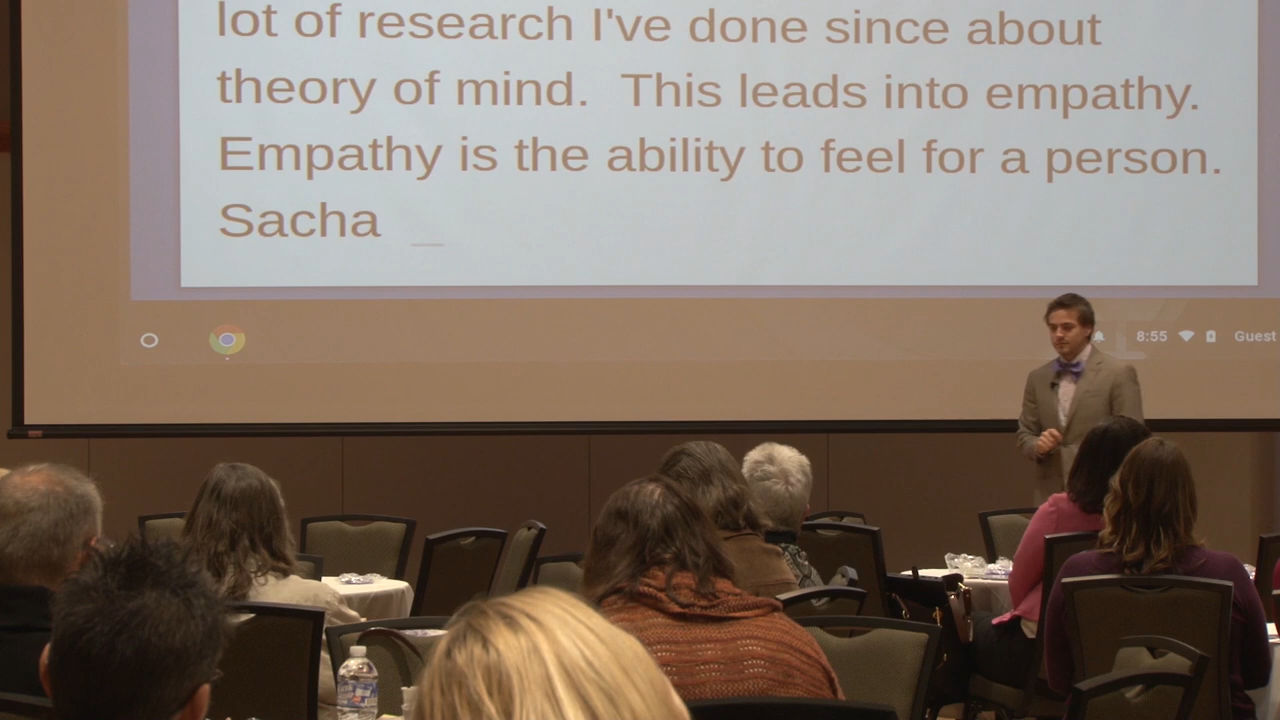 lot of research I've done since about
theory of mind.  This leads into empathy.
Empathy is the ability to feel for a person.
Sacha
8:55 Guest